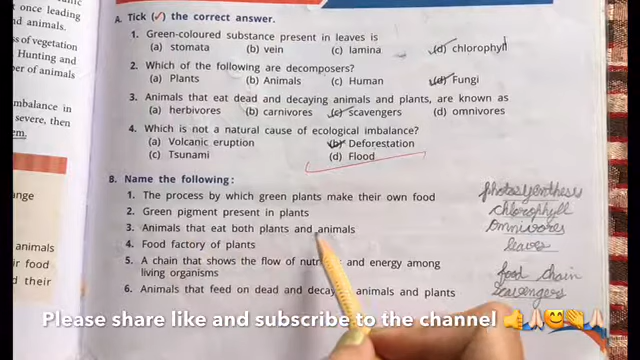 once leading
nd animals.
ss of vegetation
Hunting and
ber of animals
mbalance in
severe, then
em.
ange
animals
ir food
d their
A. Tick (✓) the correct answer.
1. Green-coloured substance present in leaves is
(a) stomata (b) vein (c) lamina (d) chlorophyll
2. Which of the following are decomposers?
(a) Plants (b) Animals (c) Human (d) Fungi
3. Animals that eat dead and decaying animals and plants, are known as
(a) herbivores (b) carnivores (c) scavengers (d) omnivores
4. Which is not a natural cause of ecological imbalance?
(a) Volcanic eruption (b) Deforestation
(c) Tsunami (d) Flood
B. Name the following:
1. The process by which green plants make their own food photosynthesis
2. Green pigment present in plants chlorophyll
3. Animals that eat both plants and animals omnivores
4. Food factory of plants leaves
5. A chain that shows the flow of and energy among
living organisms food chain
6. Animals that feed on dead and animals and plants scavengers
Please share like and subscribe to the channel 👍🙏😊👏🙏